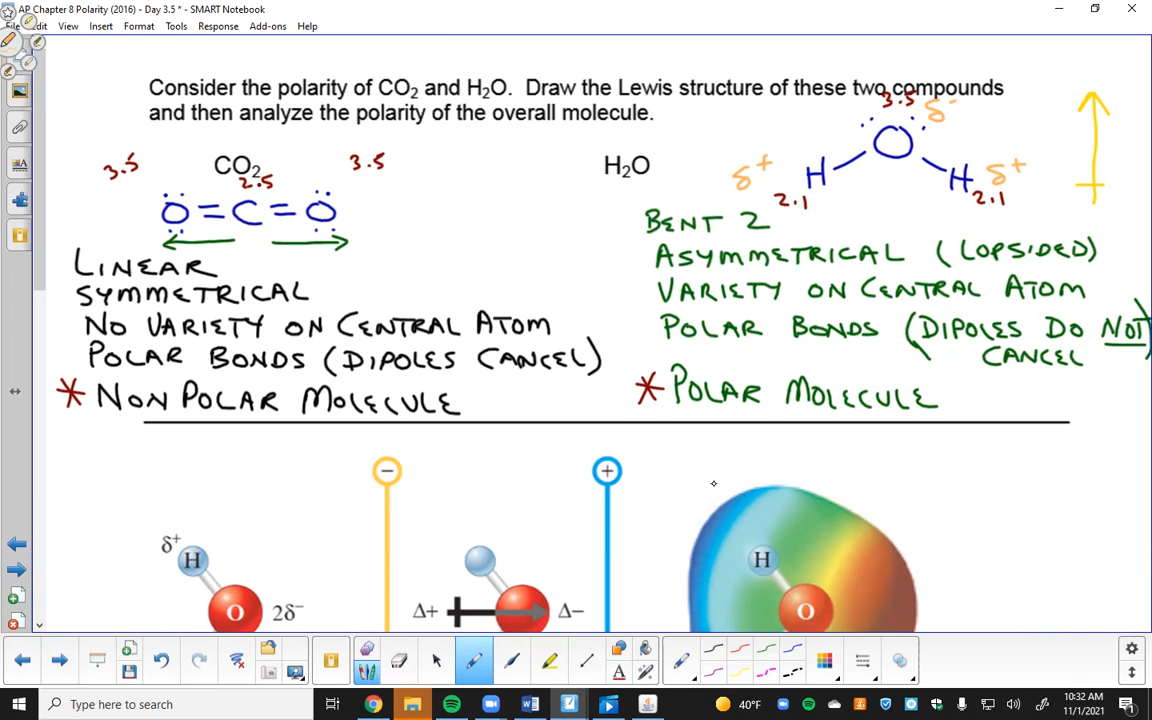 AP Chapter 8 Polarity (2016) - Day 3.5 * - SMART Notebook
File Edit View Insert Format Tools Response Add-ons Help
Consider the polarity of CO₂ and H₂O. Draw the Lewis structure of these two compounds
and then analyze the polarity of the overall molecule.
3.5 CO₂ 3.5
2.5
O = C = O
LINEAR
SYMMETRICAL
NO VARIETY ON CENTRAL ATOM
POLAR BONDS (DIPOLES CANCEL)
* NON POLAR MOLECULE
H₂O
3.5 δ⁻
O
δ⁺ H H δ⁺
2.1 2.1
BENT 2
ASYMMETRICAL (LOPSIDED)
VARIETY ON CENTRAL ATOM
POLAR BONDS (DIPOLES DO NOT)
CANCEL
* POLAR MOLECULE
− +
δ⁺ H
O 2δ⁻
Δ+ Δ−
H
O
Type here to search
40°F
10:32 AM
11/1/2021
1